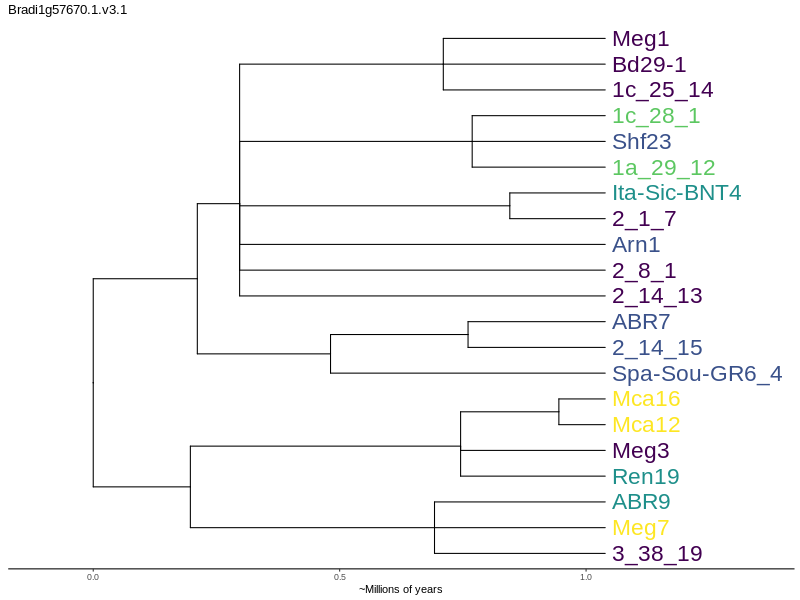 Bradi1g57670.1.v3.1
Meg1
Bd29-1
1c_25_14
1c_28_1
Shf23
1a_29_12
Ita-Sic-BNT4
2_1_7
Arn1
2_8_1
2_14_13
ABR7
2_14_15
Spa-Sou-GR6_4
Mca16
Mca12
Meg3
Ren19
ABR9
Meg7
3_38_19
0.0 0.5 1.0
~Millions of years